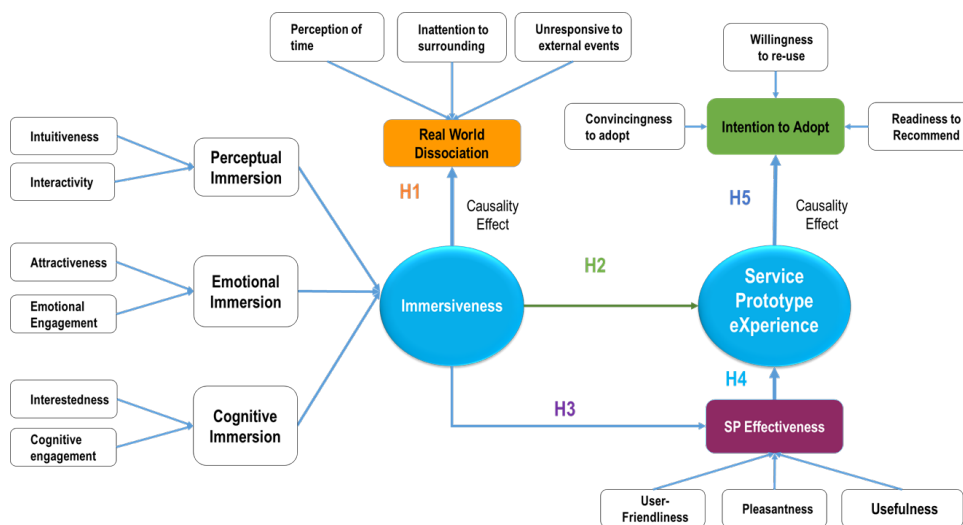 Perception of
time
Inattention to
surrounding
Unresponsive to
external events
Willingness
to re-use
Convincingness
to adopt
Intention to Adopt
Readiness to
Recommend
Real World
Dissociation
Intuitiveness
Interactivity
Perceptual
Immersion
H1
Causality
Effect
H5
Causality
Effect
Attractiveness
Emotional
Engagement
Emotional
Immersion
Immersiveness
H2
Service
Prototype
eXperience
Interestedness
Cognitive
engagement
Cognitive
Immersion
H3
H4
SP Effectiveness
User-
Friendliness
Pleasantness
Usefulness